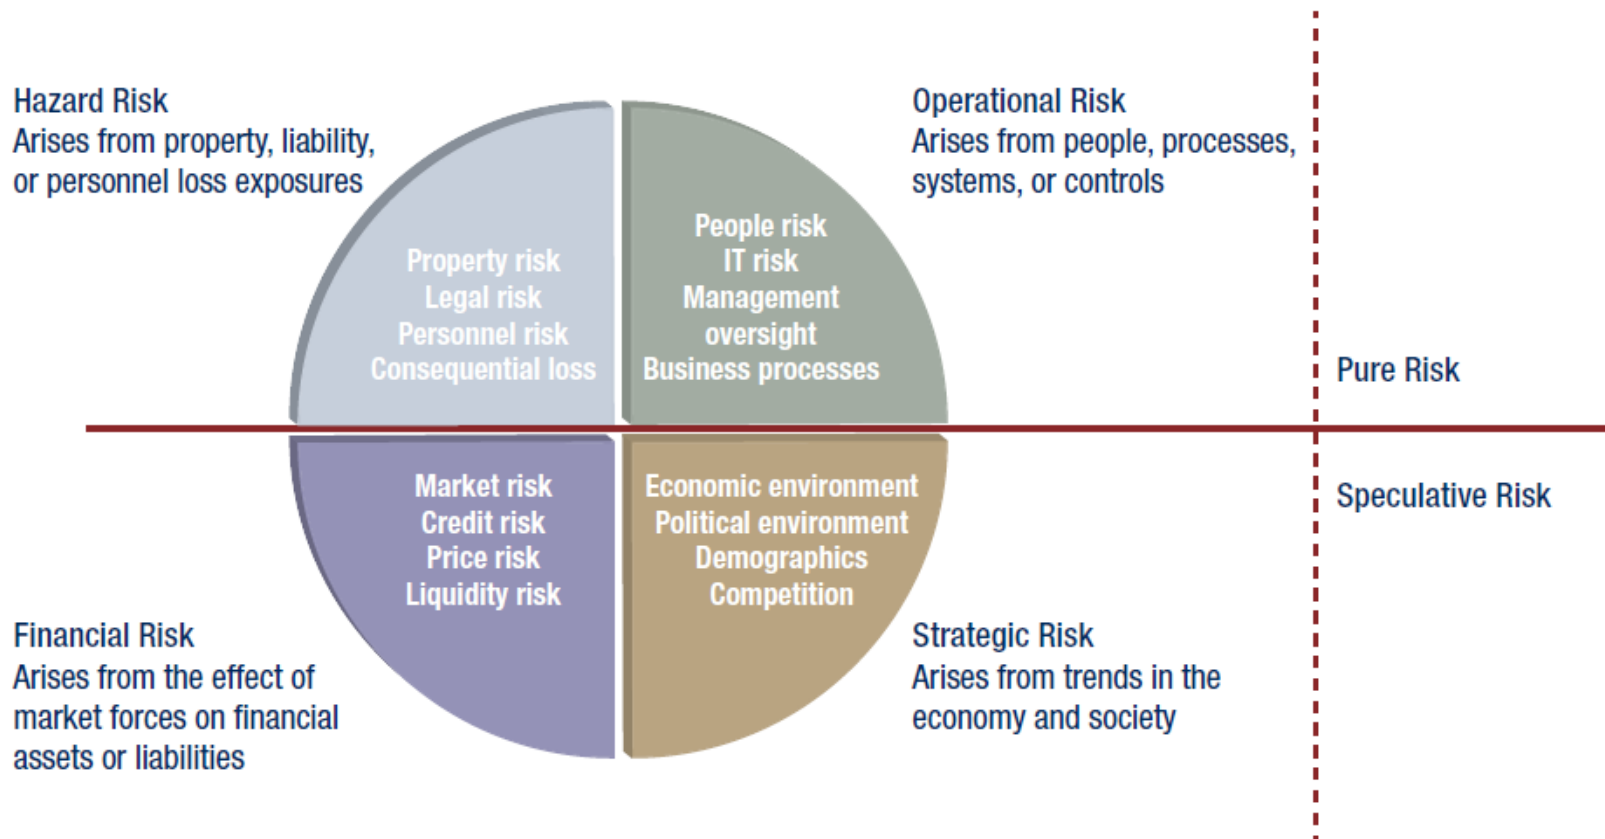 Hazard Risk
Arises from property, liability,
or personnel loss exposures
Property risk
Legal risk
Personnel risk
Consequential loss
Operational Risk
Arises from people, processes,
systems, or controls
People risk
IT risk
Management
oversight
Business processes
Pure Risk
Speculative Risk
Market risk
Credit risk
Price risk
Liquidity risk
Financial Risk
Arises from the effect of
market forces on financial
assets or liabilities
Economic environment
Political environment
Demographics
Competition
Strategic Risk
Arises from trends in the
economy and society